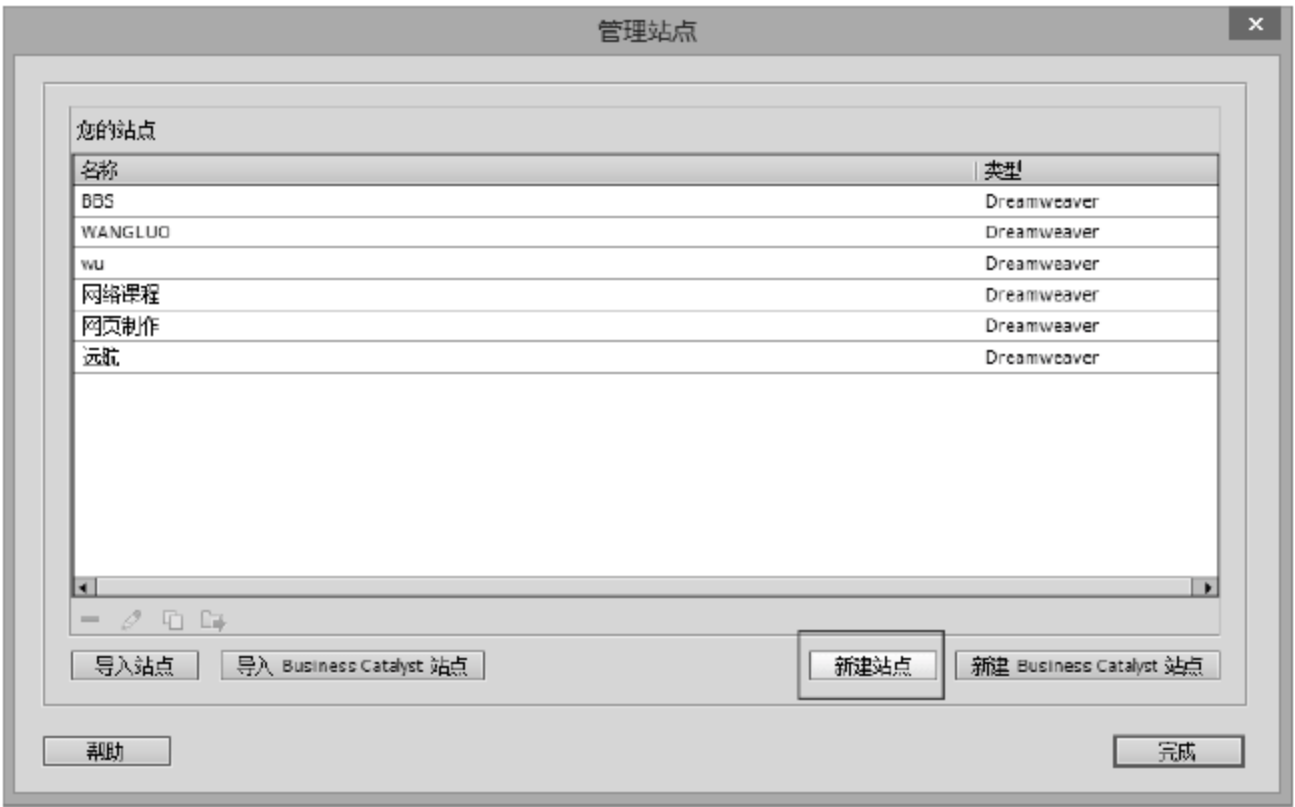 管理站点
您的站点
名称 类型
BBS Dreamweaver
WANGLUO Dreamweaver
wu Dreamweaver
网络课程 Dreamweaver
网页制作 Dreamweaver
远航 Dreamweaver
导入站点 导入 Business Catalyst 站点 新建站点 新建 Business Catalyst 站点
帮助 完成